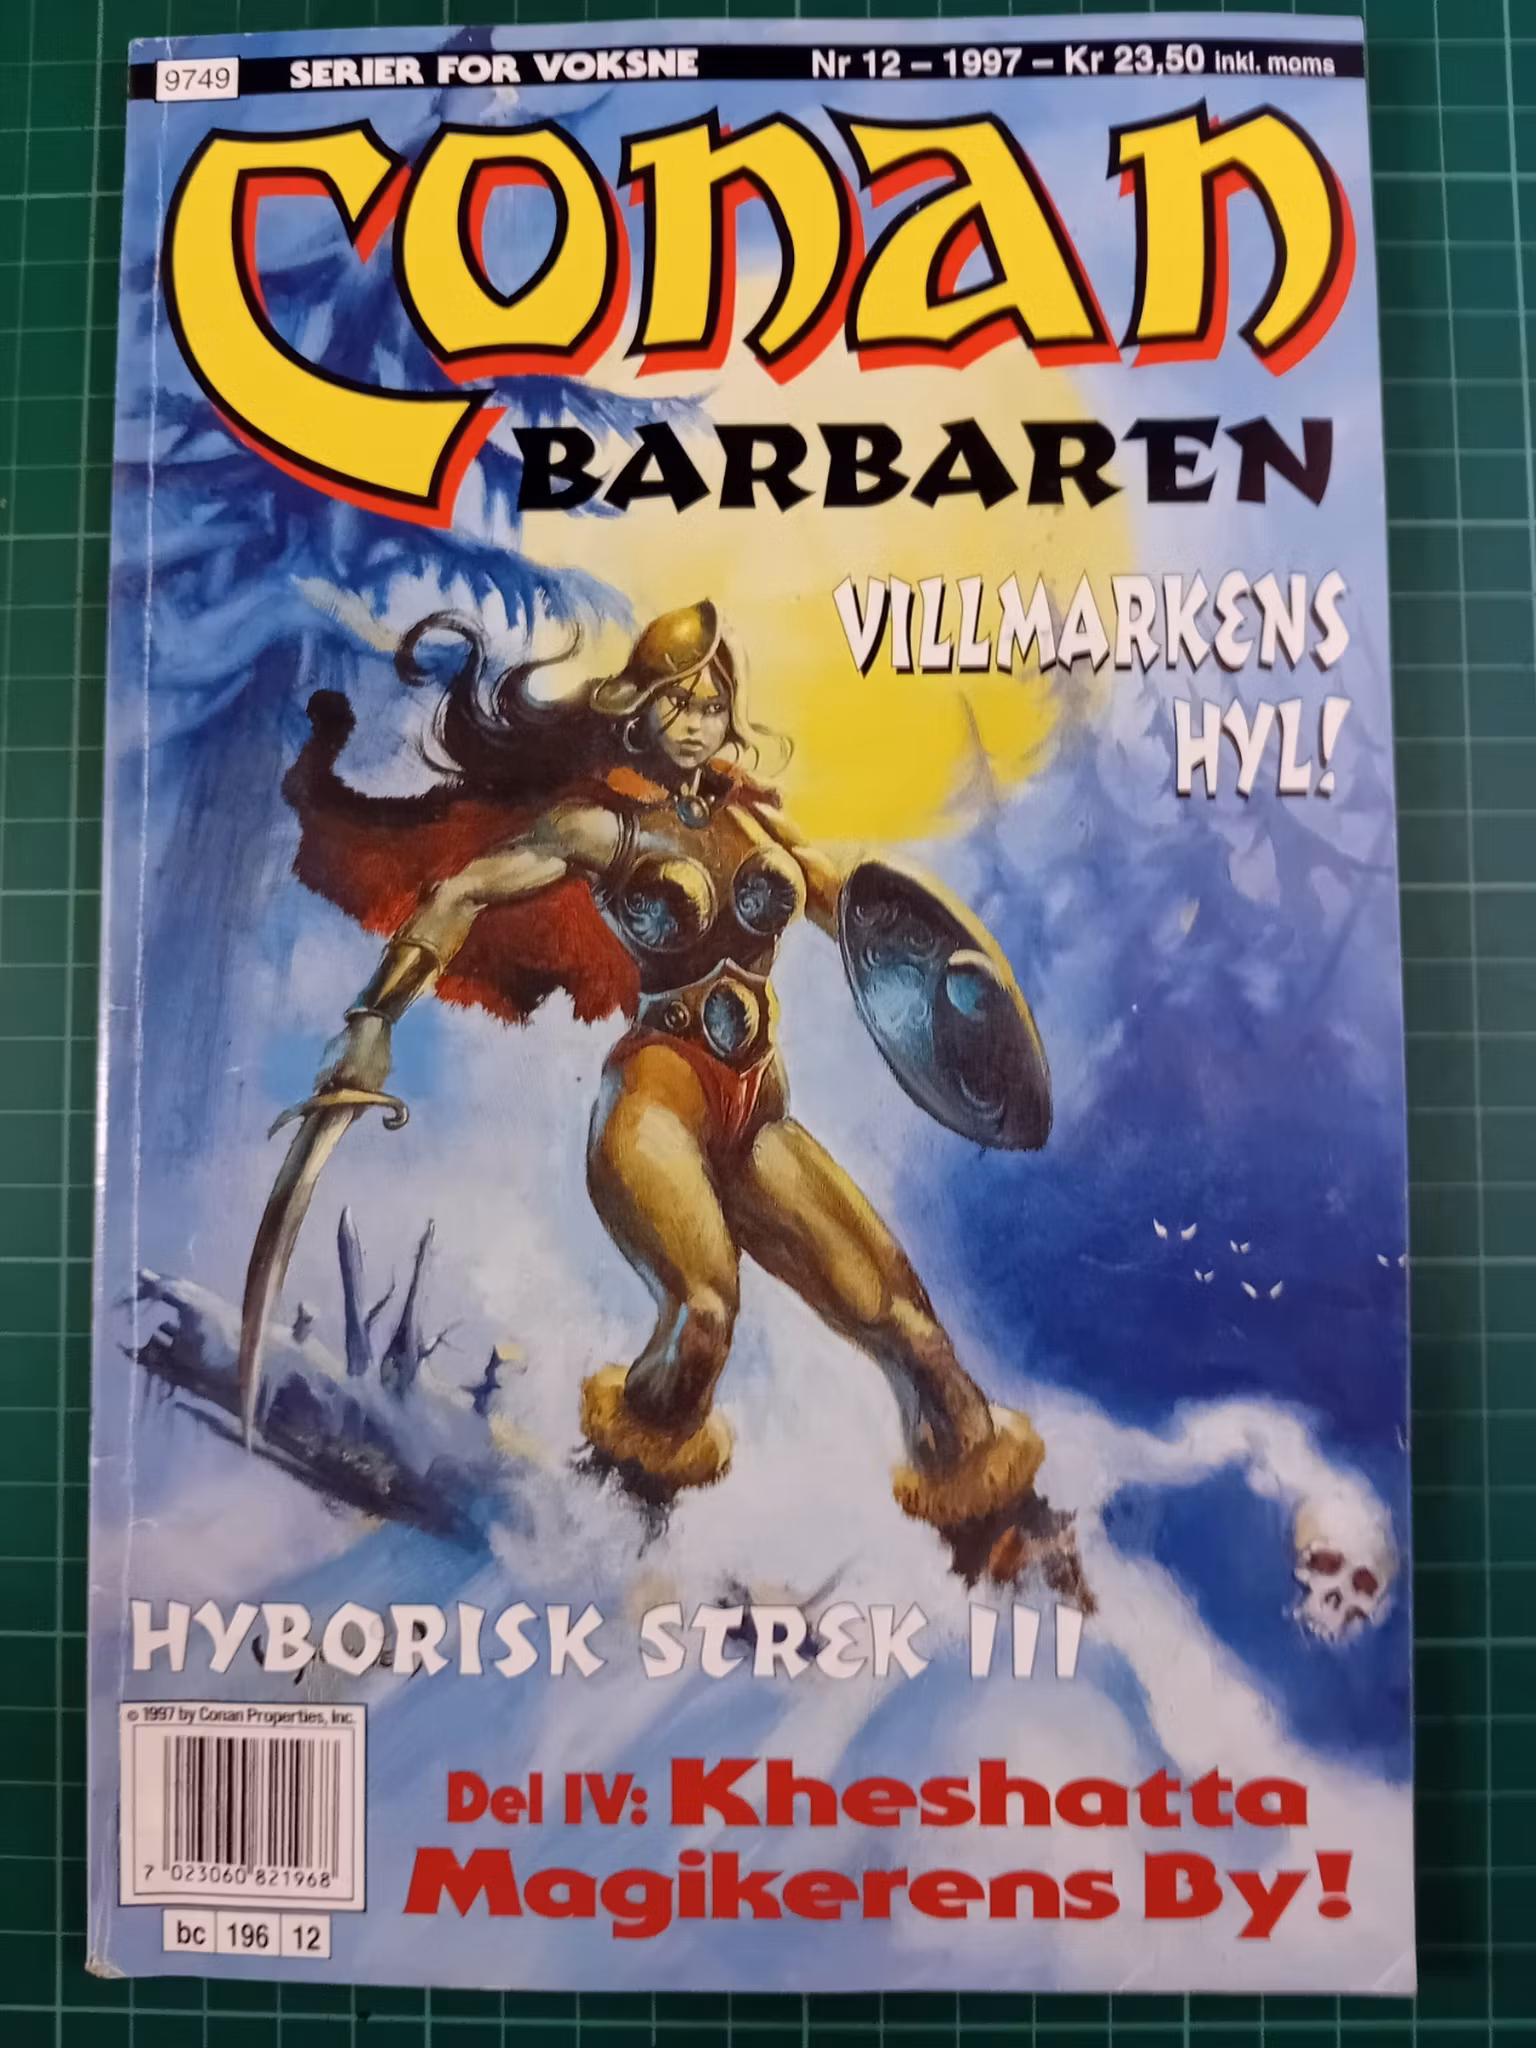 9749 SERIER FOR VOKSNE Nr 12 – 1997 – Kr 23,50 inkl. moms
Conan
BARBAREN
VILLMARKENS
HYL!
HYBORISK STREK III
© 1997 by Conan Properties, Inc.
7 023060 821968
bc 196 12
Del IV: Kheshatta
Magikerens By!